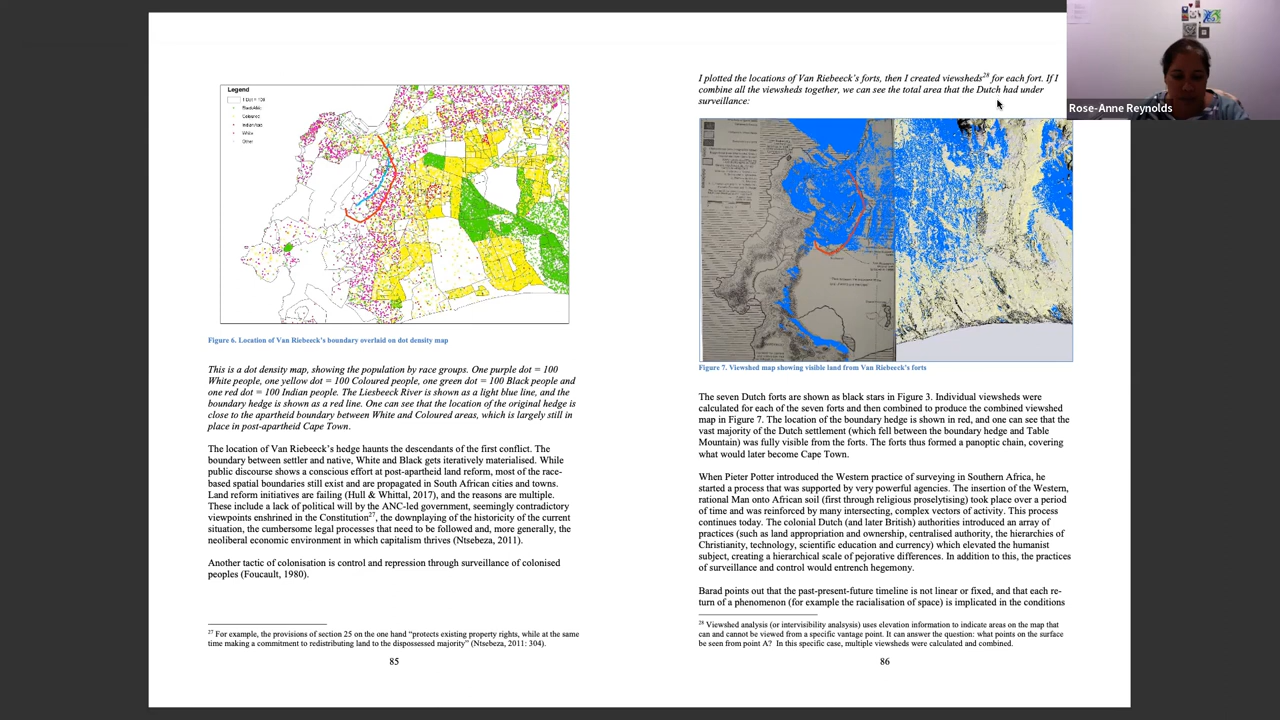 Legend
1 Dot = 100
Black Afric
Coloured
Indian/Asia
White
Other
Figure 6. Location of Van Riebeeck's boundary overlaid on dot density map
This is a dot density map, showing the population by race groups. One purple dot = 100
White people, one yellow dot = 100 Coloured people, one green dot = 100 Black people and
one red dot = 100 Indian people. The Liesbeeck River is shown as a light blue line, and the
boundary hedge is shown as a red line. One can see that the location of the original hedge is
close to the apartheid boundary between White and Coloured areas, which is largely still in
place in post-apartheid Cape Town.
The location of Van Riebeeck's hedge haunts the descendants of the first conflict. The
boundary between settler and native, White and Black gets iteratively materialised. While
public discourse shows a conscious effort at post-apartheid land reform, most of the race-
based spatial boundaries still exist and are propagated in South African cities and towns.
Land reform initiatives are failing (Hull & Whittal, 2017), and the reasons are multiple.
These include a lack of political will by the ANC-led government, seemingly contradictory
viewpoints enshrined in the Constitution27, the downplaying of the historicity of the current
situation, the cumbersome legal processes that need to be followed and, more generally, the
neoliberal economic environment in which capitalism thrives (Ntsebeza, 2011).
Another tactic of colonisation is control and repression through surveillance of colonised
peoples (Foucault, 1980).
27 For example, the provisions of section 25 on the one hand "protects existing property rights, while at the same
time making a commitment to redistributing land to the dispossessed majority" (Ntsebeza, 2011: 304).
85
I plotted the locations of Van Riebeeck's forts, then I created viewsheds28 for each fort. If I
combine all the viewsheds together, we can see the total area that the Dutch had under
surveillance:
Figure 7. Viewshed map showing visible land from Van Riebeeck's forts
The seven Dutch forts are shown as black stars in Figure 3. Individual viewsheds were
calculated for each of the seven forts and then combined to produce the combined viewshed
map in Figure 7. The location of the boundary hedge is shown in red, and one can see that the
vast majority of the Dutch settlement (which fell between the boundary hedge and Table
Mountain) was fully visible from the forts. The forts thus formed a panoptic chain, covering
what would later become Cape Town.
When Pieter Potter introduced the Western practice of surveying in Southern Africa, he
started a process that was supported by very powerful agencies. The insertion of the Western,
rational Man onto African soil (first through religious proselytising) took place over a period
of time and was reinforced by many intersecting, complex vectors of activity. This process
continues today. The colonial Dutch (and later British) authorities introduced an array of
practices (such as land appropriation and ownership, centralised authority, the hierarchies of
Christianity, technology, scientific education and currency) which elevated the humanist
subject, creating a hierarchical scale of pejorative differences. In addition to this, the practices
of surveillance and control would entrench hegemony.
Barad points out that the past-present-future timeline is not linear or fixed, and that each re-
turn of a phenomenon (for example the racialisation of space) is implicated in the conditions
28 Viewshed analysis (or intervisibility analysysis) uses elevation information to indicate areas on the map that
can and cannot be viewed from a specific vantage point. It can answer the question: what points on the surface
be seen from point A? In this specific case, multiple viewsheds were calculated and combined.
86
Rose-Anne Reynolds